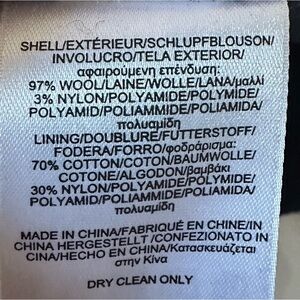 SHELL/EXTÉRIEUR/SCHLUPFBLOUSON/
INVOLUCRO/TELA EXTERIOR/
αφαιρούμενη επένδυση:
97% WOOL/LAINE/WOLLE/LANA/μαλλί
3% NYLON/POLYAMIDE/POLYMIDE/
POLYAMID/POLIAMMIDE/POLIAMIDA/
πολυαμίδη
LINING/DOUBLURE/FUTTERSTOFF/
FODERA/FORRO/φοδράρισμα:
70% COTTON/COTON/BAUMWOLLE/
COTONE/ALGODON/βαμβάκι
30% NYLON/POLYAMIDE/POLYMIDE/
POLYAMID/POLIAMMIDE/POLIAMIDA/
πολυαμίδη
MADE IN CHINA/FABRIQUÉ EN CHINE/IN
CHINA HERGESTELLT /CONFEZIONATO IN
CINA/HECHO EN CHINA/Κατασκευάζεται
στην Κίνα
DRY CLEAN ONLY